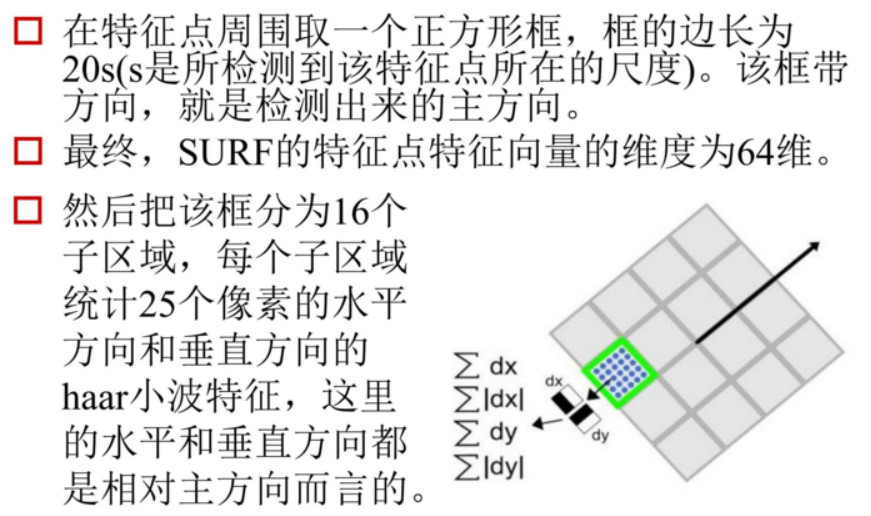 在特征点周围取一个正方形框，框的边长为
20s(s是所检测到该特征点所在的尺度)。该框带
方向，就是检测出来的主方向。
最终，SURF的特征点特征向量的维度为64维。
然后把该框分为16个
子区域，每个子区域
统计25个像素的水平
方向和垂直方向的
haar小波特征，这里
的水平和垂直方向都
是相对主方向而言的。
∑ dx
∑|dx|
∑ dy
∑|dy|
dx
dy